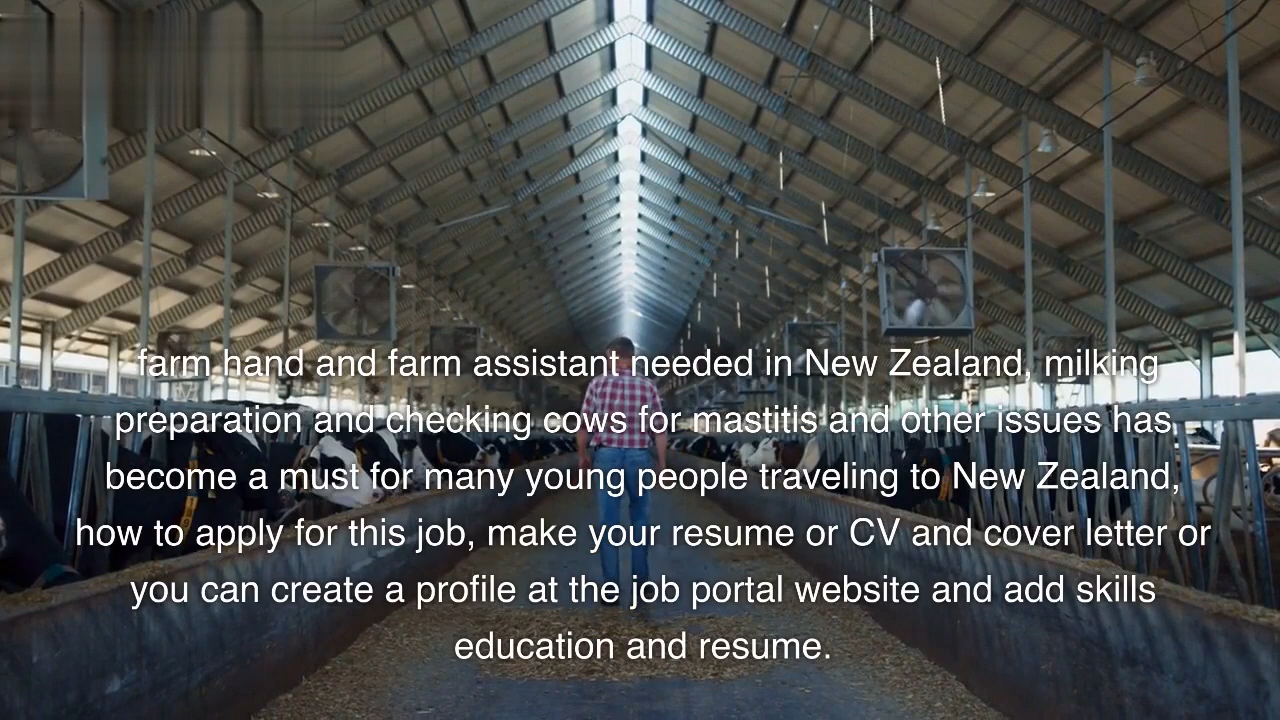 farm hand and farm assistant needed in New Zealand, milking
preparation and checking cows for mastitis and other issues has
become a must for many young people traveling to New Zealand,
how to apply for this job, make your resume or CV and cover letter or
you can create a profile at the job portal website and add skills
education and resume.